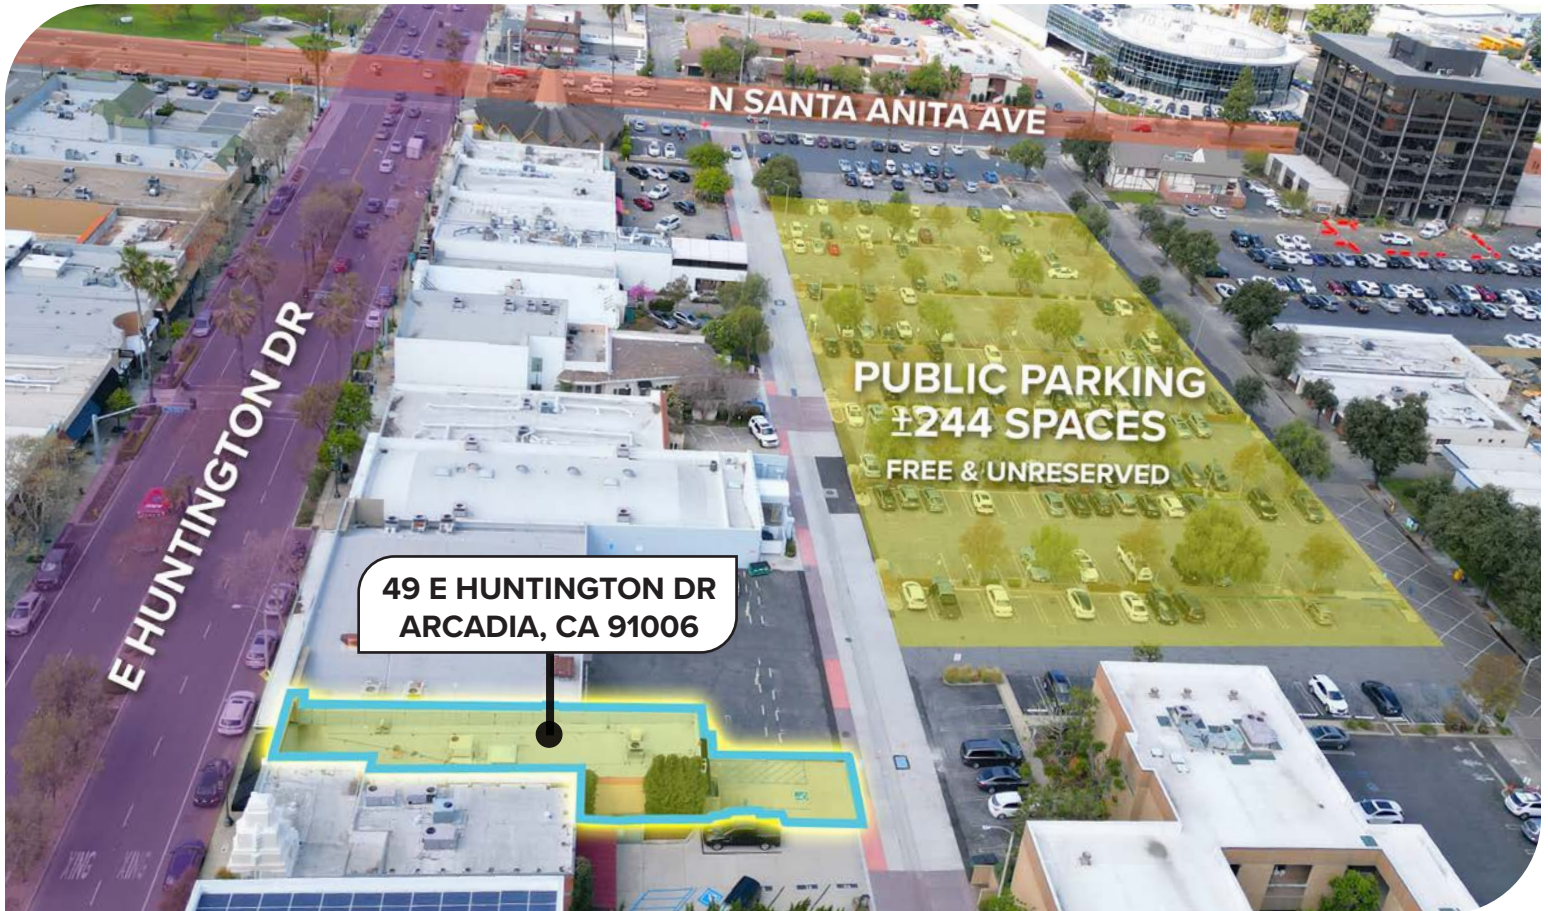 N SANTA ANITA AVE
E HUNTINGTON DR
PUBLIC PARKING
±244 SPACES
FREE & UNRESERVED
49 E HUNTINGTON DR
ARCADIA, CA 91006